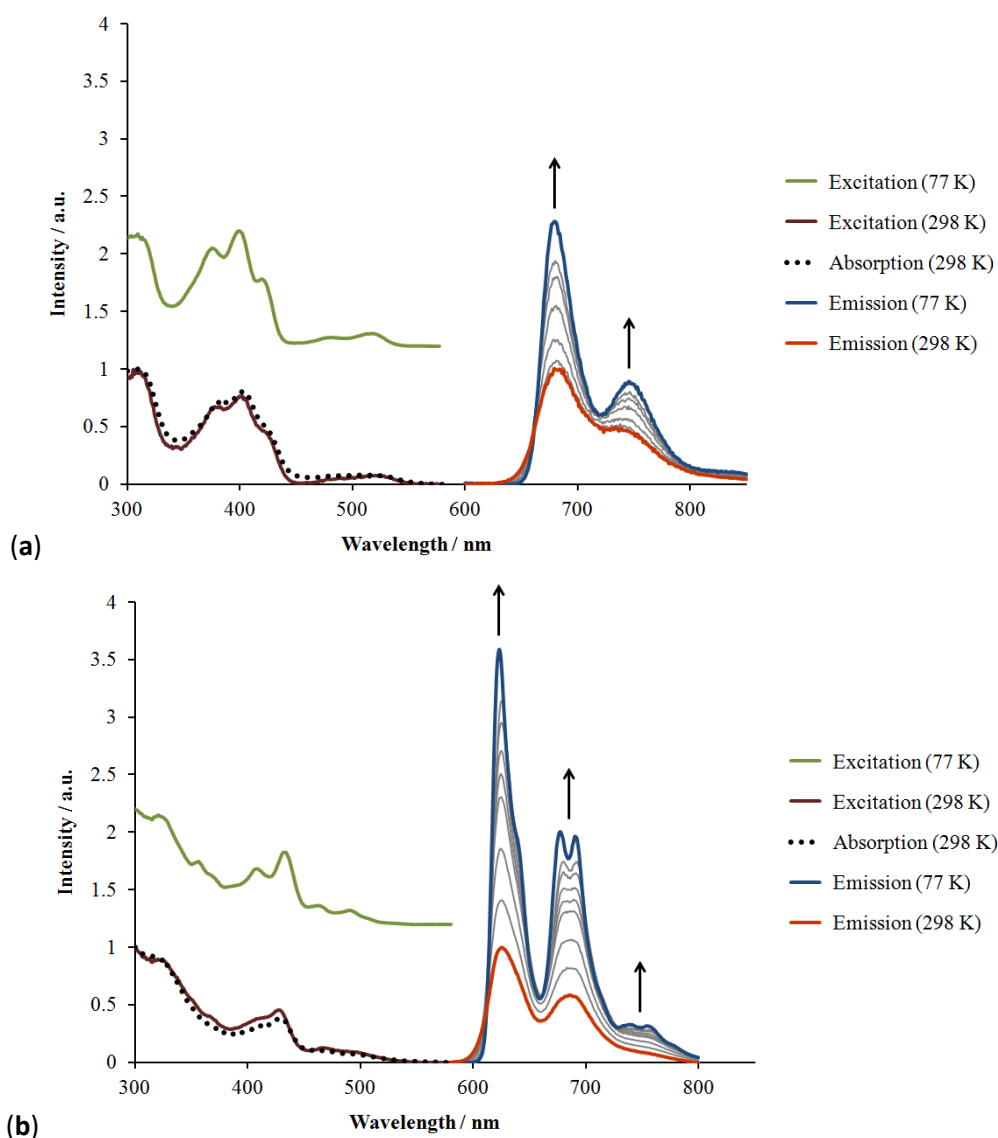 4
3.5
3
2.5
2
1.5
1
0.5
0
Intensity / a.u.
300 400 500 600 700 800
Wavelength / nm
Excitation (77 K)
Excitation (298 K)
Absorption (298 K)
Emission (77 K)
Emission (298 K)
(a)
4
3.5
3
2.5
2
1.5
1
0.5
0
Intensity / a.u.
300 400 500 600 700 800
Wavelength / nm
Excitation (77 K)
Excitation (298 K)
Absorption (298 K)
Emission (77 K)
Emission (298 K)
(b)